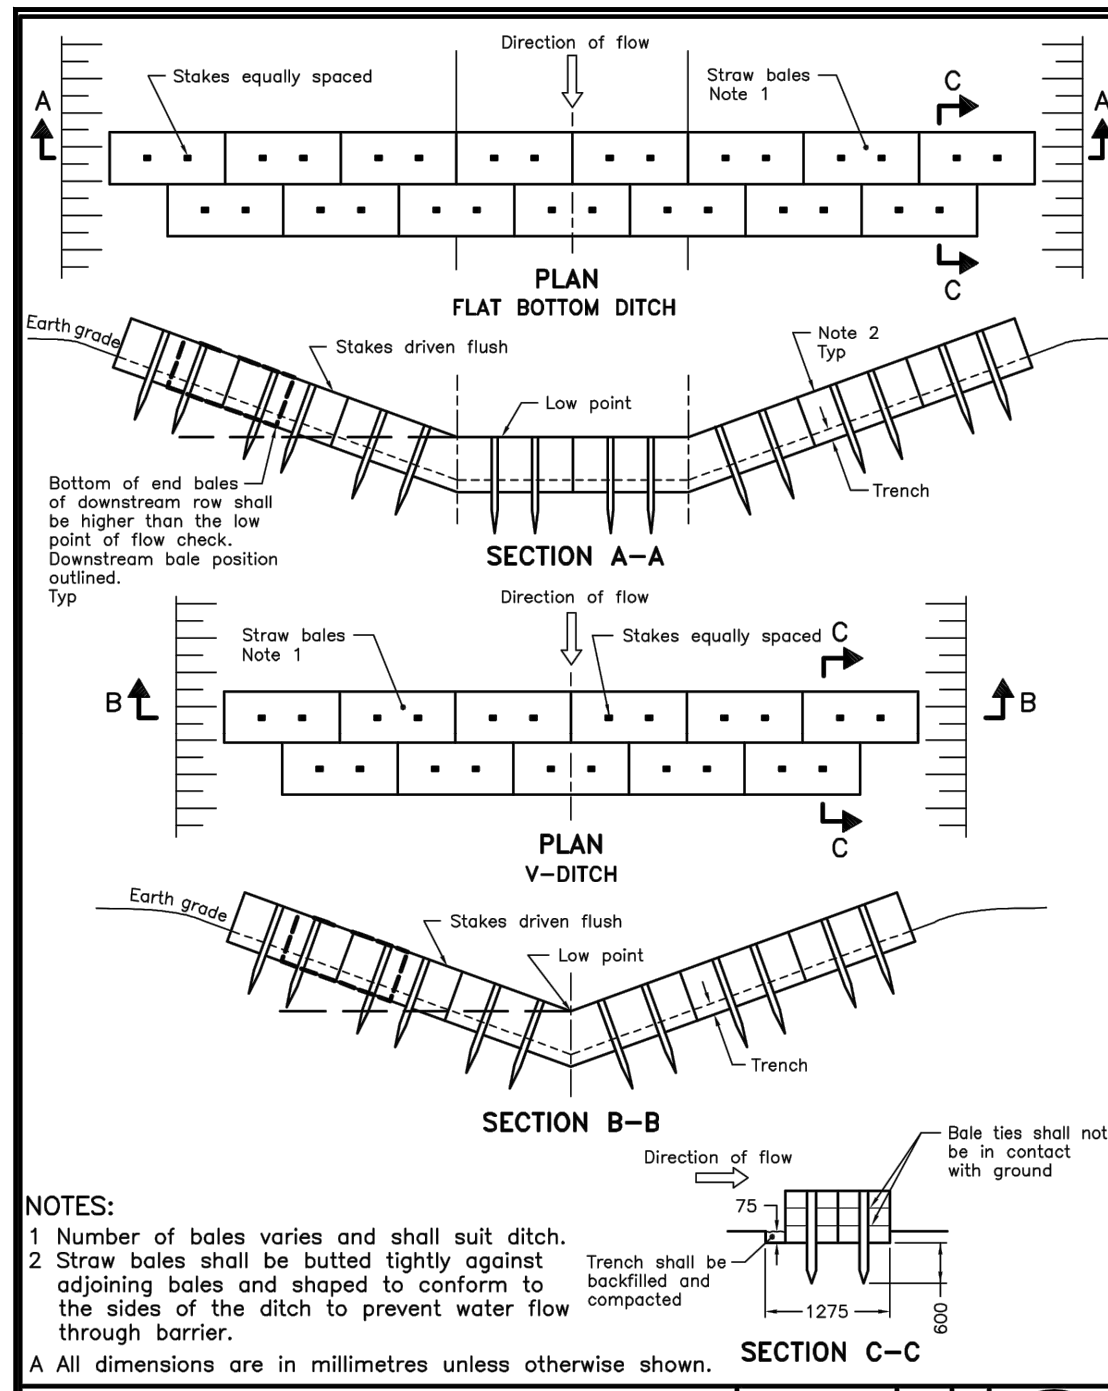 Direction of flow
Stakes equally spaced
Straw bales
Note 1
C
A
A
C
PLAN
FLAT BOTTOM DITCH
Earth grade
Stakes driven flush
Note 2
Typ
Low point
Bottom of end bales
of downstream row shall
be higher than the low
point of flow check.
Downstream bale position
outlined.
Typ
Trench
SECTION A-A
Direction of flow
Straw bales
Note 1
Stakes equally spaced
C
B
B
C
PLAN
V-DITCH
Earth grade
Stakes driven flush
Low point
Trench
SECTION B-B
Direction of flow
Bale ties shall not
be in contact
with ground
75
Trench shall be
backfilled and
compacted
1275
600
SECTION C-C
NOTES:
1 Number of bales varies and shall suit ditch.
2 Straw bales shall be butted tightly against
adjoining bales and shaped to conform to
the sides of the ditch to prevent water flow
through barrier.
A All dimensions are in millimetres unless otherwise shown.